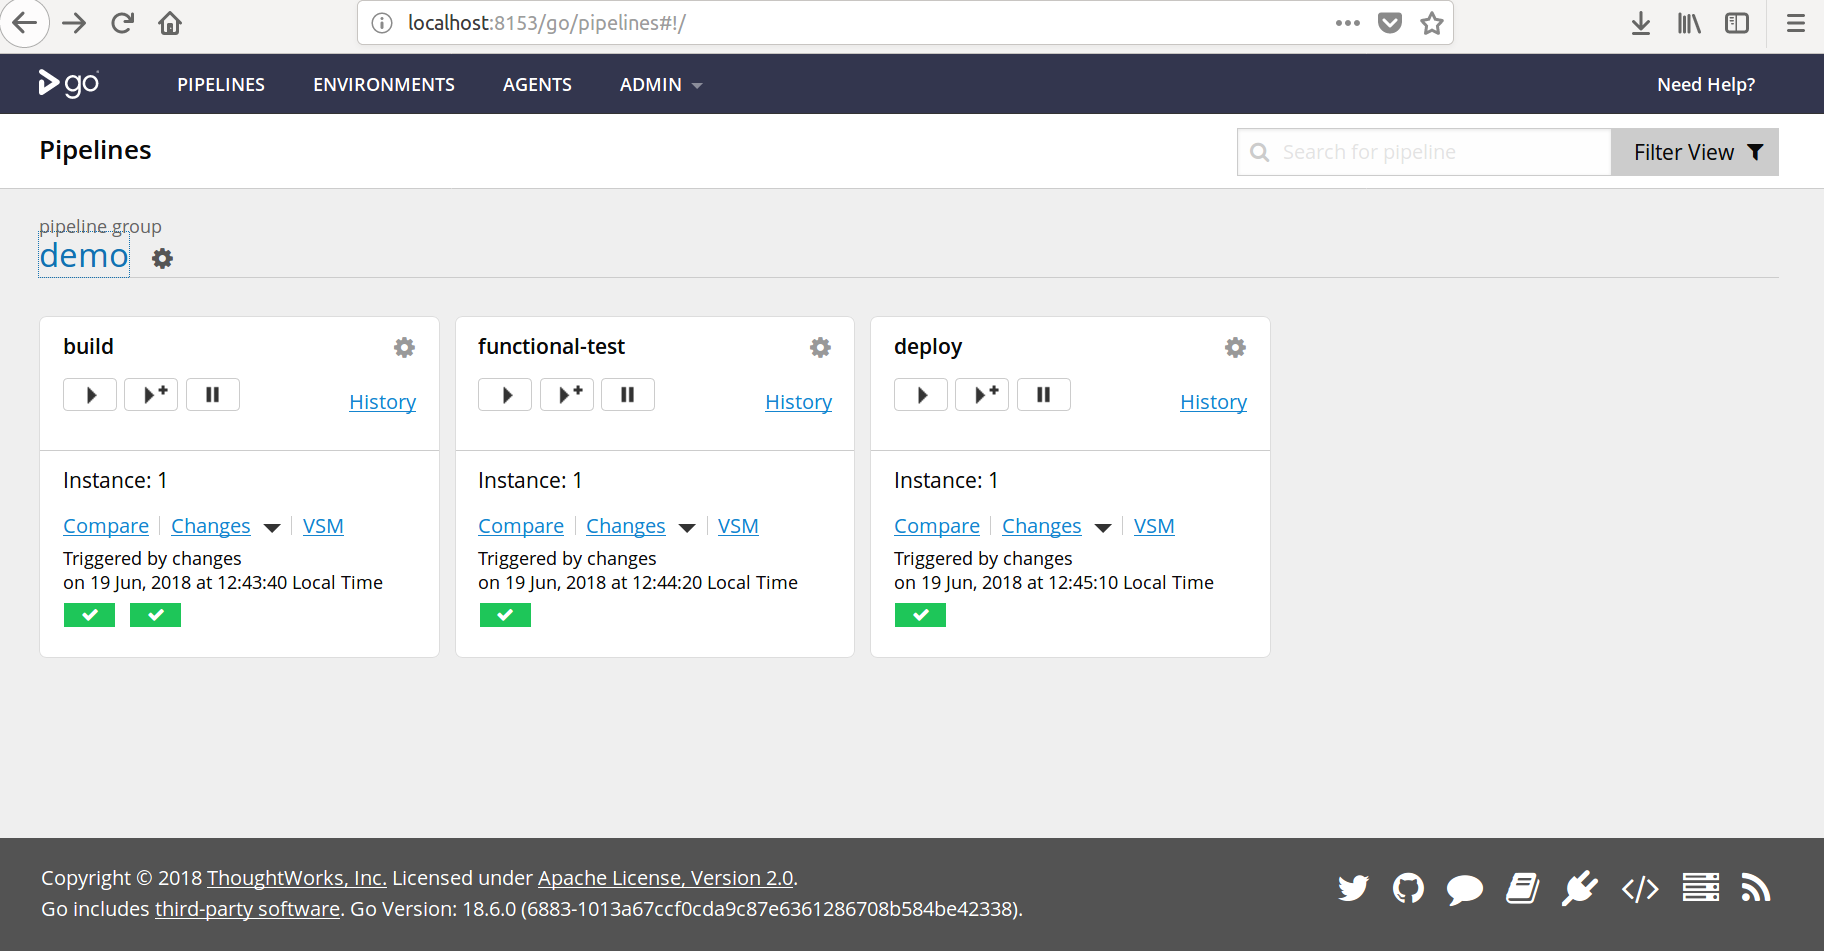 localhost:8153/go/pipelines#!/
go PIPELINES ENVIRONMENTS AGENTS ADMIN Need Help?
Pipelines
Search for pipeline
Filter View
pipeline group
demo
build
History
Instance: 1
Compare Changes VSM
Triggered by changes
on 19 Jun, 2018 at 12:43:40 Local Time
functional-test
History
Instance: 1
Compare Changes VSM
Triggered by changes
on 19 Jun, 2018 at 12:44:20 Local Time
deploy
History
Instance: 1
Compare Changes VSM
Triggered by changes
on 19 Jun, 2018 at 12:45:10 Local Time
Copyright © 2018 ThoughtWorks, Inc. Licensed under Apache License, Version 2.0.
Go includes third-party software. Go Version: 18.6.0 (6883-1013a67ccf0cda9c87e6361286708b584be42338).